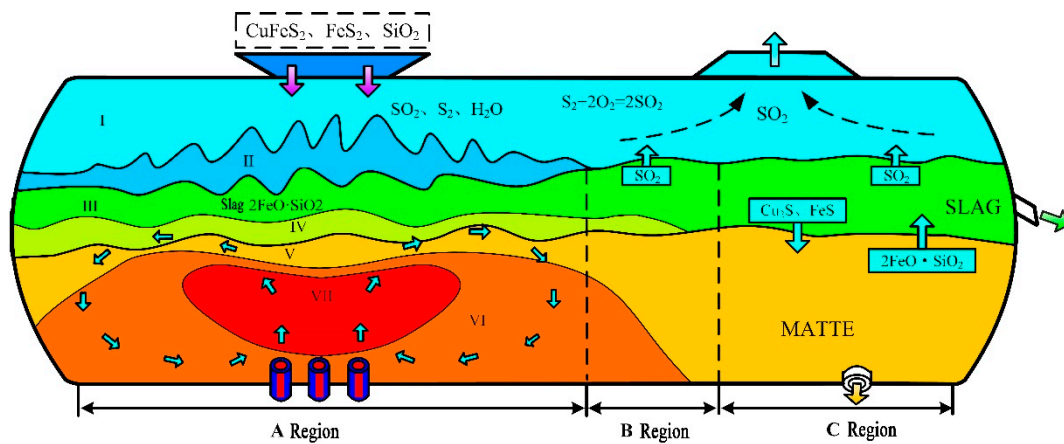 CuFeS₂、FeS₂、SiO₂
I
SO₂、S₂、H₂O
S₂−2O₂=2SO₂
SO₂
II
SO₂
SO₂
III
Slag 2FeO·SiO2
SLAG
IV
Cu₂S、FeS
V
2FeO·SiO₂
VII
VI
MATTE
A Region
B Region
C Region